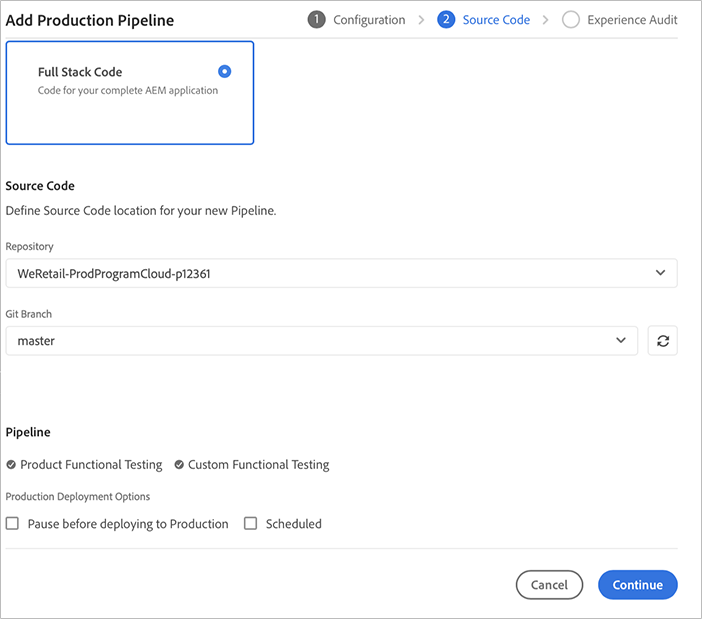 Add Production Pipeline
1 Configuration
2 Source Code
Experience Audit
Full Stack Code
Code for your complete AEM application
Source Code
Define Source Code location for your new Pipeline.
Repository
WeRetail-ProdProgramCloud-p12361
Git Branch
master
Pipeline
Product Functional Testing Custom Functional Testing
Production Deployment Options
Pause before deploying to Production Scheduled
Cancel Continue